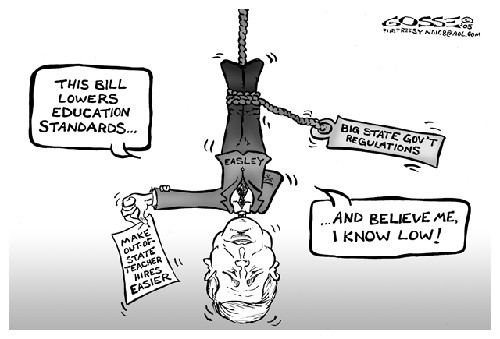 GOSSE '05
THIS BILL
LOWERS
EDUCATION
STANDARDS...
BIG STATE GOV'T
REGULATIONS
EASLEY
MAKE
OUT-OF-
STATE
TEACHER
HIRES
EASIER
...AND BELIEVE ME,
I KNOW LOW!